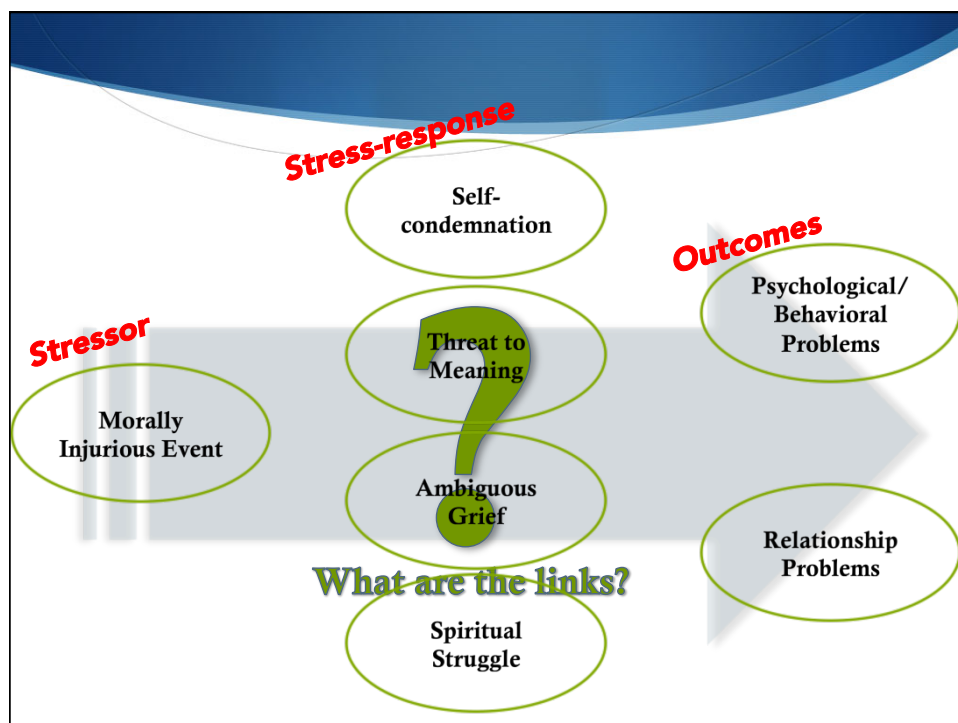 Stress-response
Self-
condemnation
Outcomes
Psychological/
Behavioral
Problems
Stressor
Threat to
Meaning
Morally
Injurious Event
?
Ambiguous
Grief
Relationship
Problems
What are the links?
Spiritual
Struggle